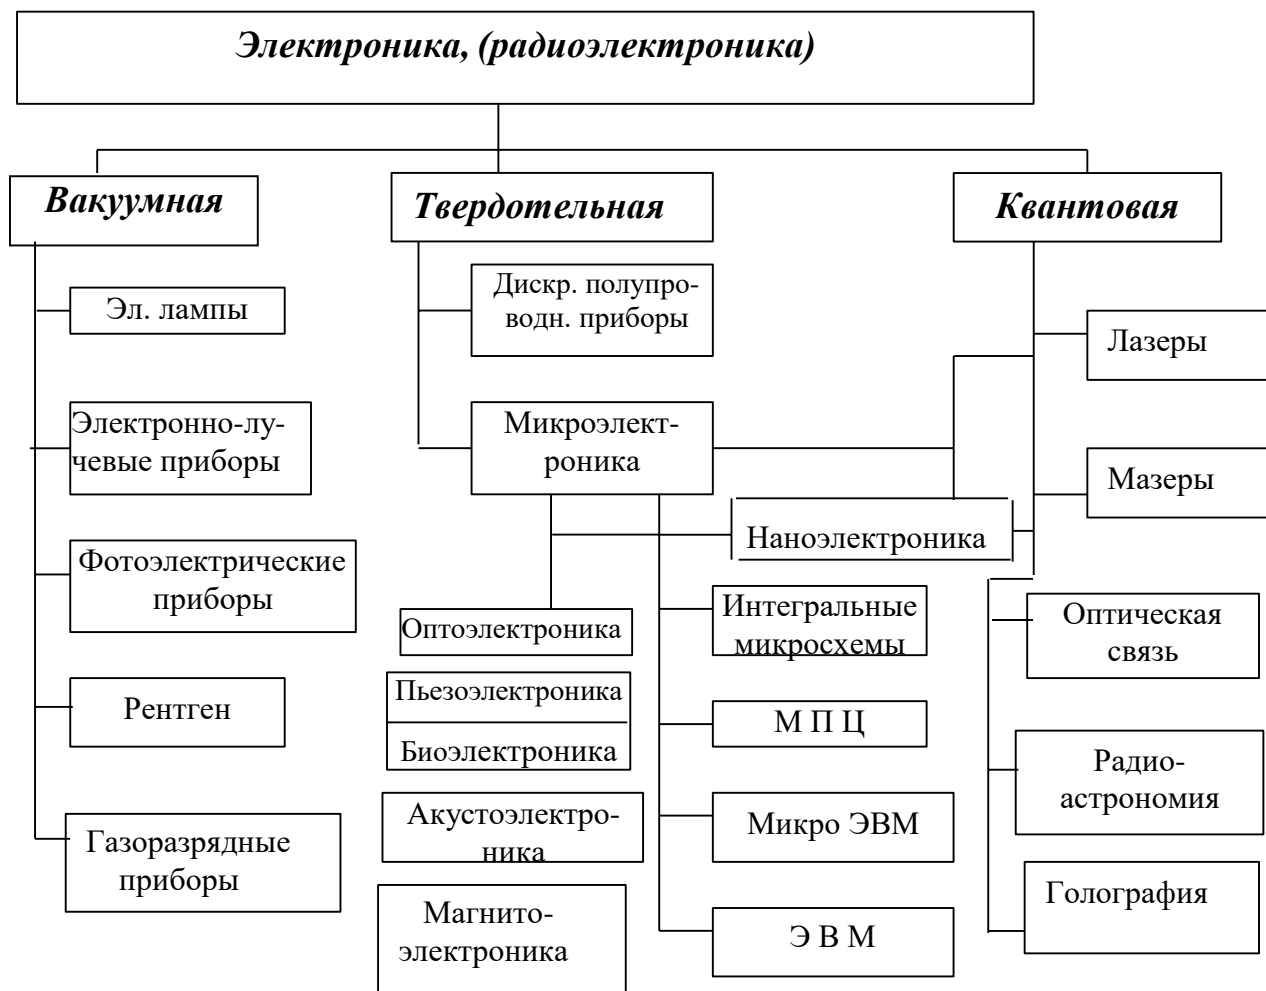 Электроника, (радиоэлектроника)
Вакуумная
Твердотельная
Квантовая
Эл. лампы
Электронно-лу-
чевые приборы
Фотоэлектрические
приборы
Рентген
Газоразрядные
приборы
Дискр. полупро-
водн. приборы
Микроэлект-
роника
Наноэлектроника
Оптоэлектроника
Пьезоэлектроника
Биоэлектроника
Акустоэлектро-
ника
Магнито-
электроника
Интегральные
микросхемы
М П Ц
Микро ЭВМ
Э В М
Лазеры
Мазеры
Оптическая
связь
Радио-
астрономия
Голография